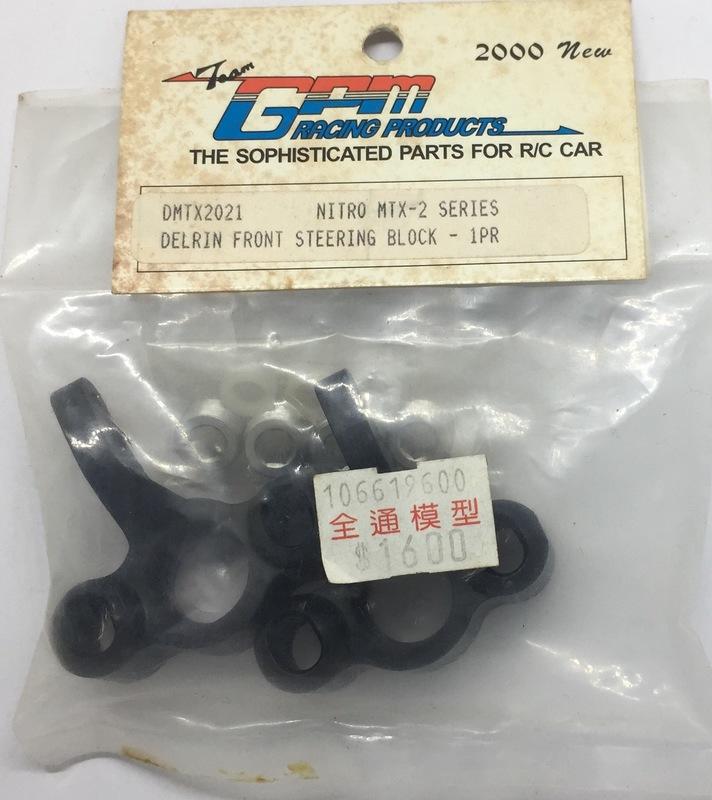 2000 New
Team
GPM
RACING PRODUCTS
THE SOPHISTICATED PARTS FOR R/C CAR
DMTX2021 NITRO MTX-2 SERIES
DELRIN FRONT STEERING BLOCK - 1PR
106619600
全通模型
$1600